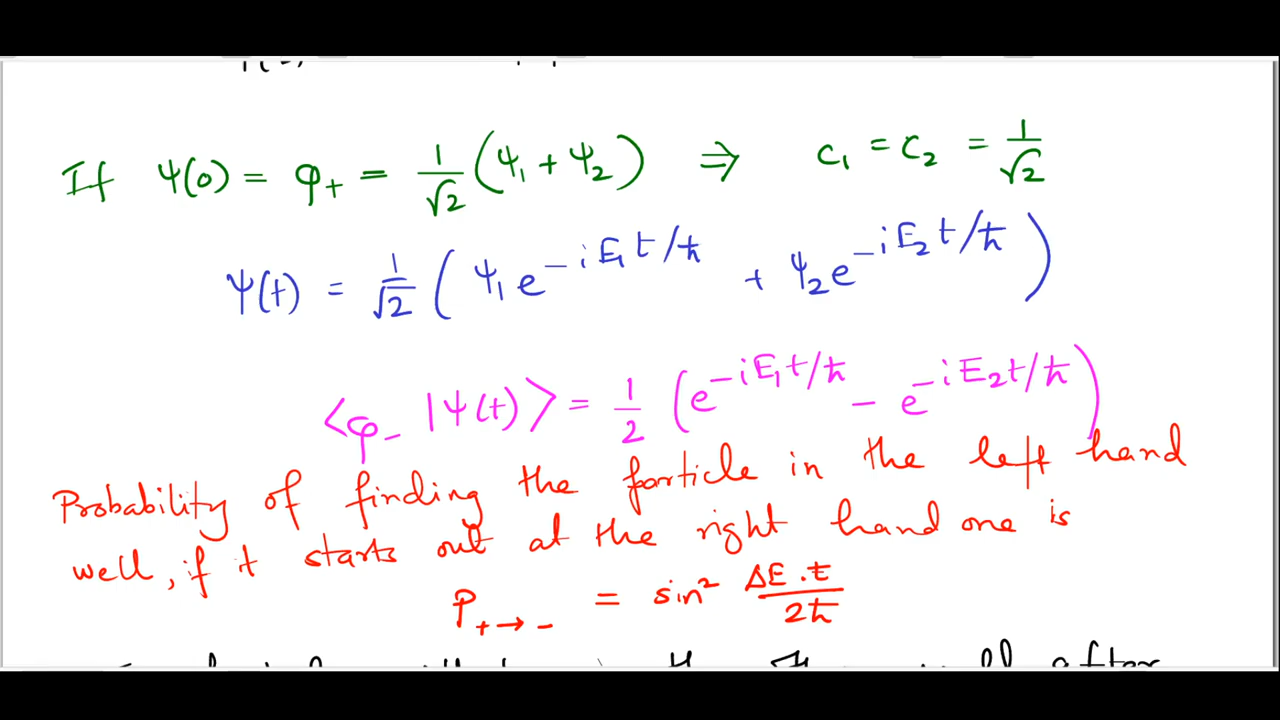 If ψ(0) = φ₊ = 1/√2 (ψ₁ + ψ₂) ⇒ c₁ = c₂ = 1/√2
ψ(t) = 1/√2 (ψ₁e^{-iE₁t/ħ} + ψ₂e^{-iE₂t/ħ})
⟨φ₋|ψ(t)⟩ = 1/2 (e^{-iE₁t/ħ} − e^{-iE₂t/ħ})
Probability of finding the particle in the left hand
well, if it starts out at the right hand one is
P₊→₋ = sin² ΔE.t/2ħ